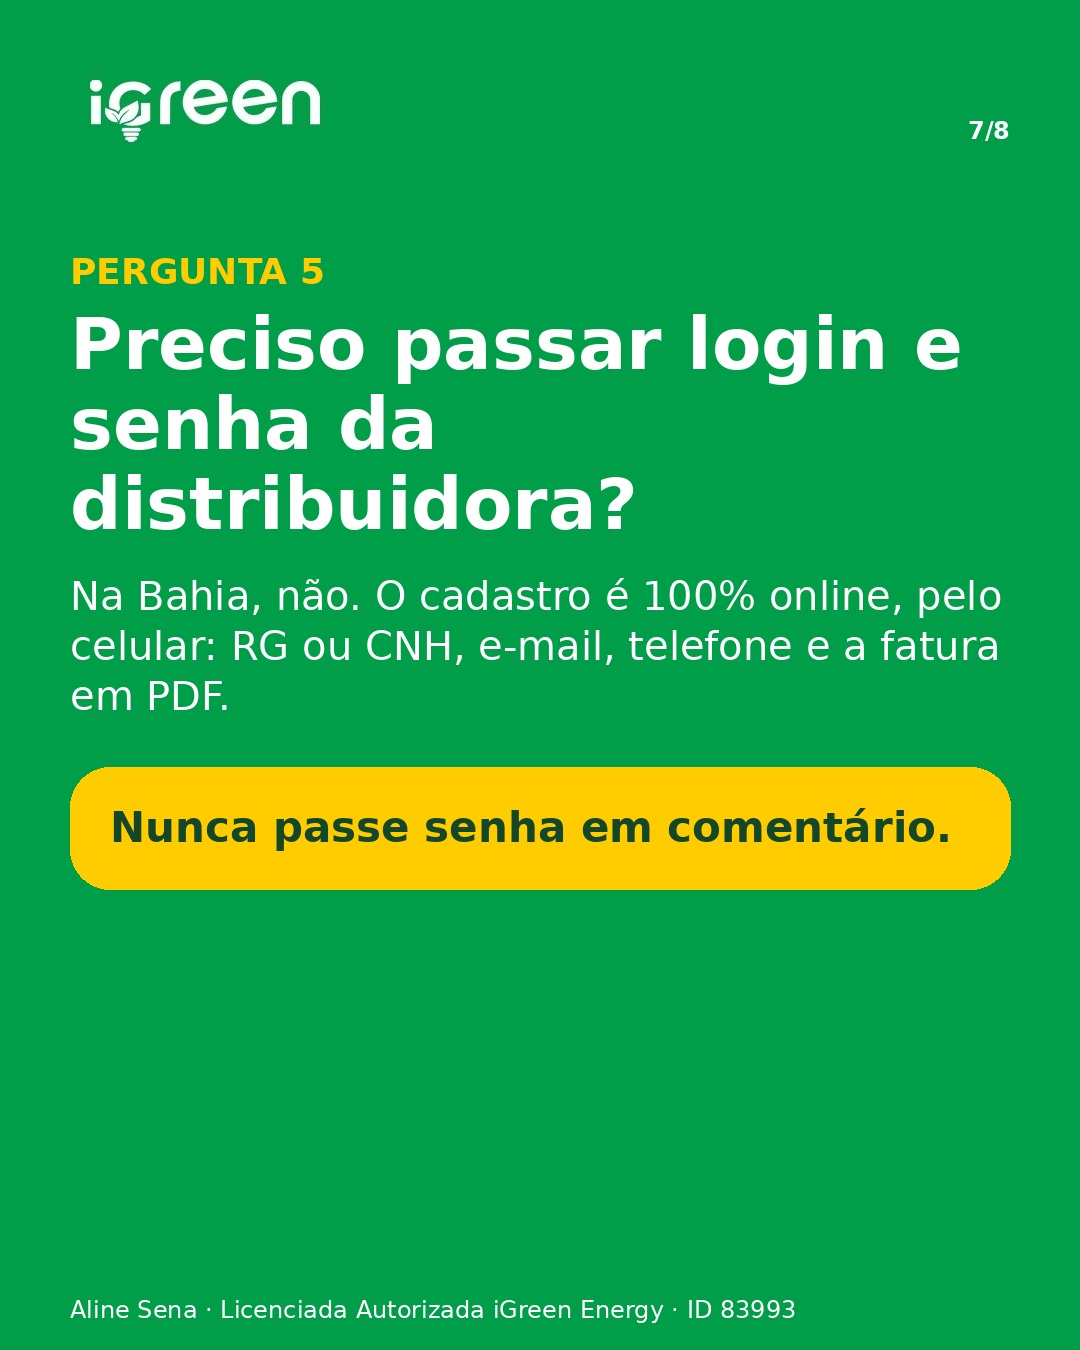 iGreen
7/8
PERGUNTA 5
Preciso passar login e
senha da
distribuidora?
Na Bahia, não. O cadastro é 100% online, pelo
celular: RG ou CNH, e-mail, telefone e a fatura
em PDF.
Nunca passe senha em comentário.
Aline Sena · Licenciada Autorizada iGreen Energy · ID 83993